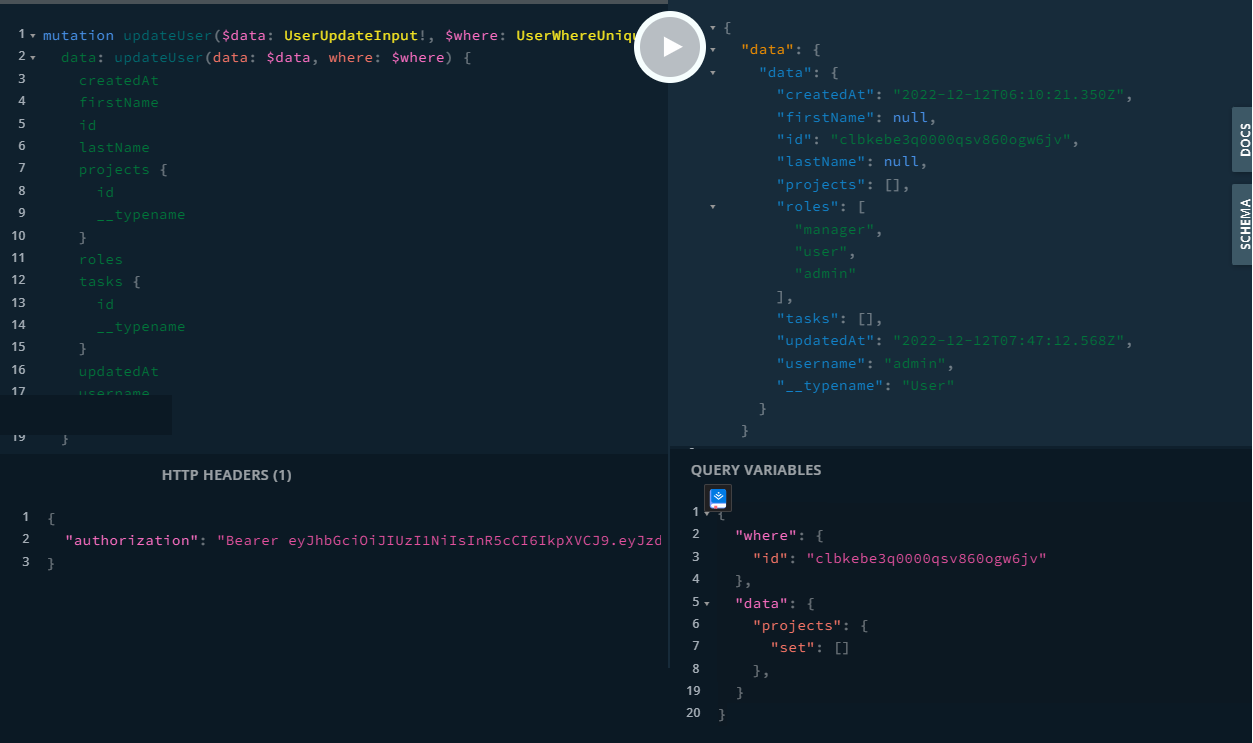 1 mutation updateUser($data: UserUpdateInput!, $where: UserWhereUniqu
2 data: updateUser(data: $data, where: $where) {
3 createdAt
4 firstName
5 id
6 lastName
7 projects {
8 id
9 __typename
10 }
11 roles
12 tasks {
13 id
14 __typename
15 }
16 updatedAt
17 username
19 }
{
"data": {
"data": {
"createdAt": "2022-12-12T06:10:21.350Z",
"firstName": null,
"id": "clbkebe3q0000qsv860ogw6jv",
"lastName": null,
"projects": [],
"roles": [
"manager",
"user",
"admin"
],
"tasks": [],
"updatedAt": "2022-12-12T07:47:12.568Z",
"username": "admin",
"__typename": "User"
}
}
DOCS
SCHEMA
HTTP HEADERS (1)
1 {
2 "authorization": "Bearer eyJhbGciOiJIUzI1NiIsInR5cCI6IkpXVCJ9.eyJzd
3 }
QUERY VARIABLES
1 {
2 "where": {
3 "id": "clbkebe3q0000qsv860ogw6jv"
4 },
5 "data": {
6 "projects": {
7 "set": []
8 },
19 }
20 }